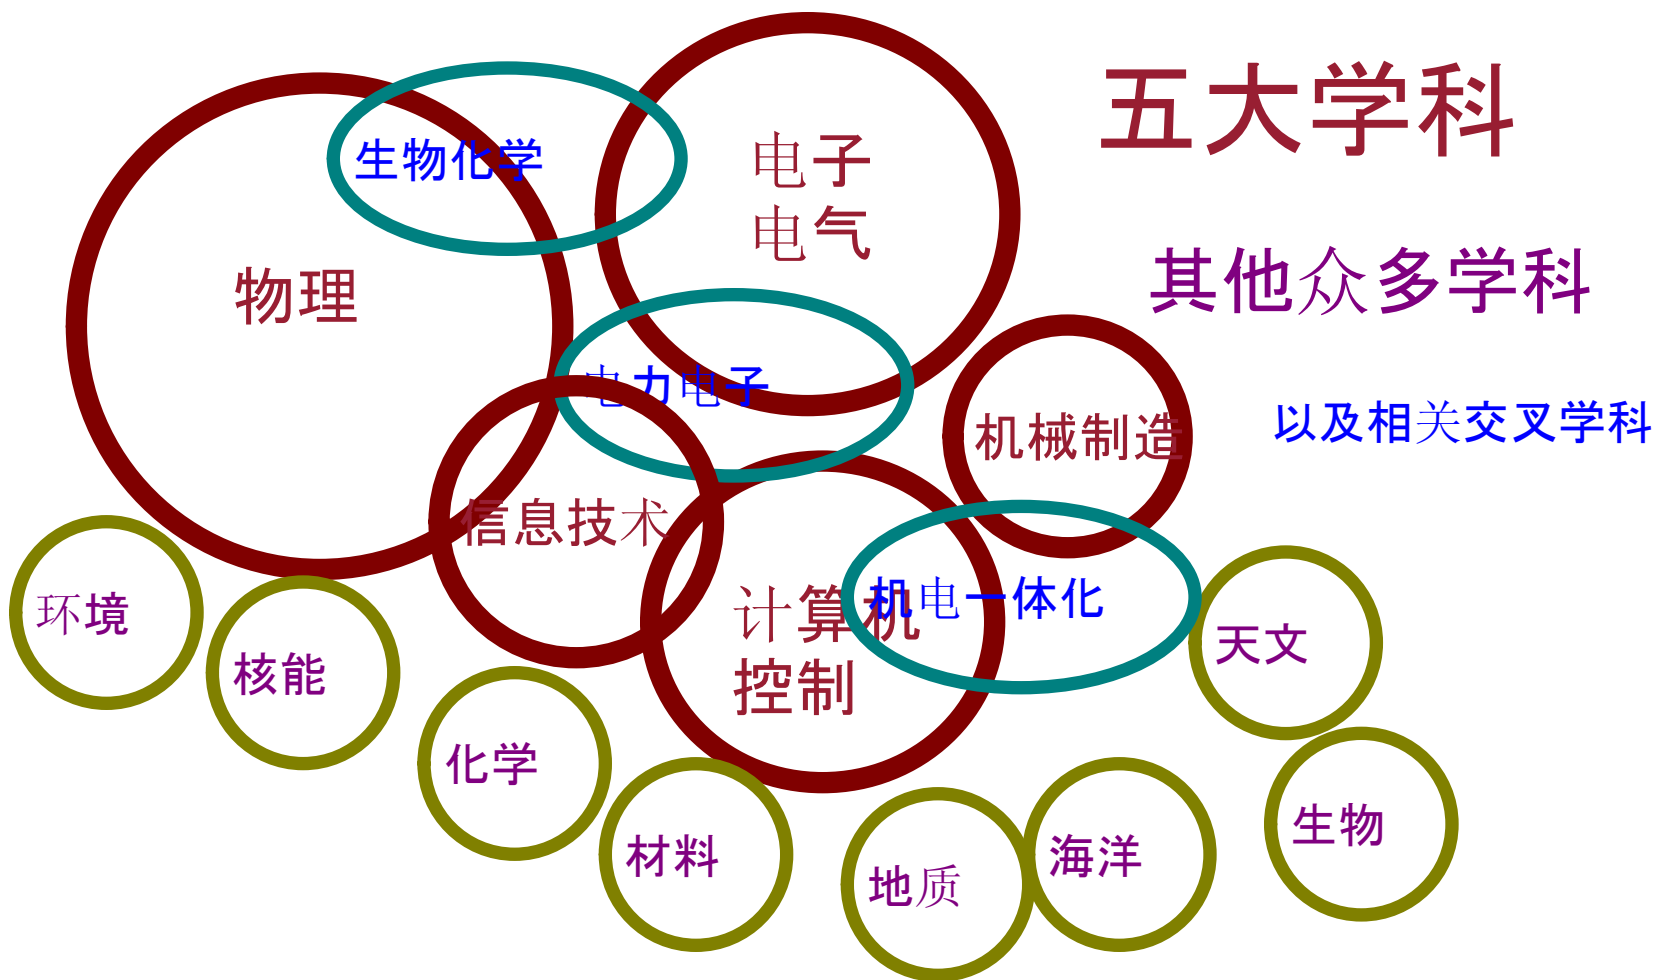 五大学科
生物化学
电子
电气
其他众多学科
物理
电力电子
机械制造
以及相关交叉学科
信息技术
环境
计算机
控制
机电一体化
核能
天文
化学
材料
地质
海洋
生物